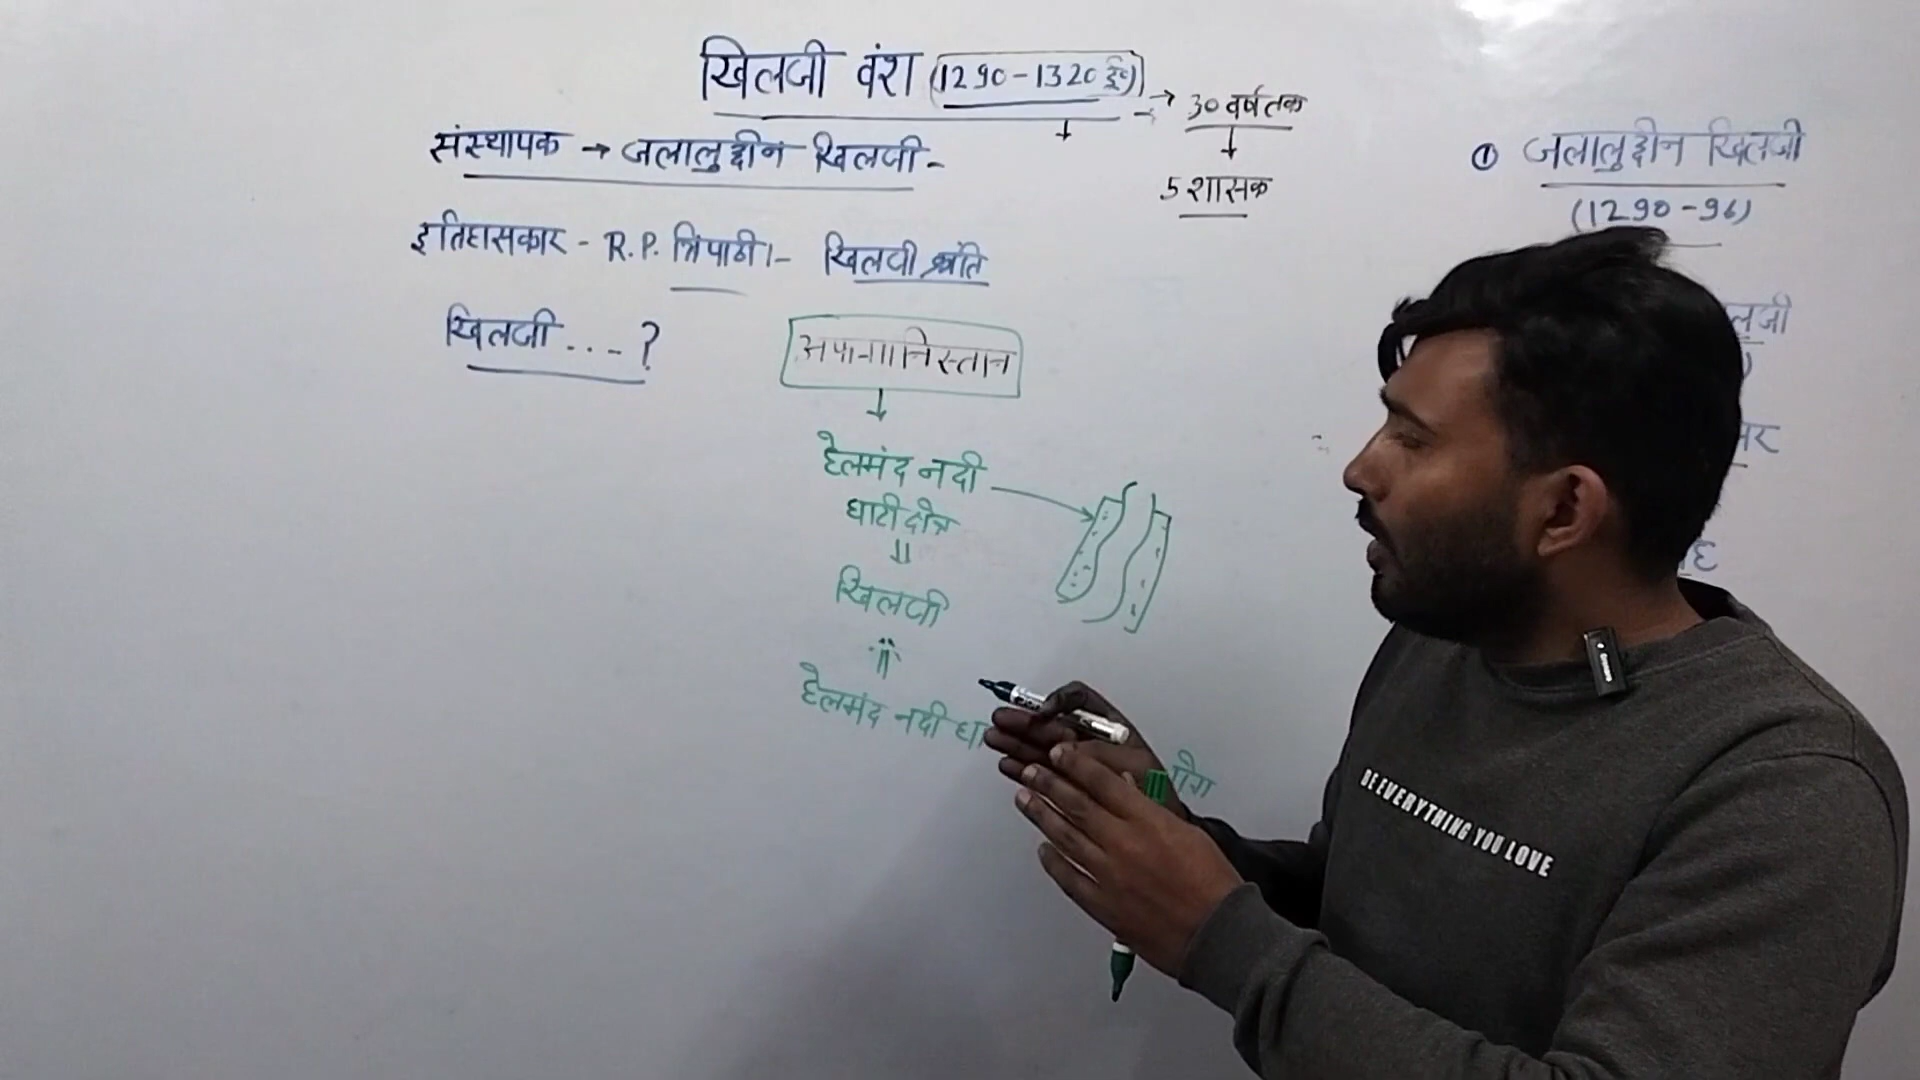 खिलजी वंश (1290-1320 ई०) → 30 वर्ष तक
↓
5 शासक
संस्थापक → जलालुद्दीन खिलजी -
इतिहासकार - R.P. त्रिपाठी - खिलजी क्रांति
खिलजी ... ?
अफगानिस्तान
↓
हेलमंद नदी
घाटी क्षेत्र
खिलजी
हेलमंद नदी घा
① जलालुद्दीन खिलजी
(1290-96)
लजी
BE EVERYTHING YOU LOVE